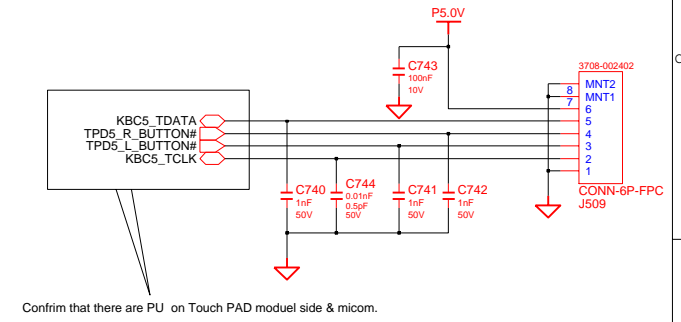 P5.0V
C743
100nF
10V
3708-002402
MNT2
8
MNT1
7
6
KBC5_TDATA
5
TPD5_R_BUTTON#
4
TPD5_L_BUTTON#
3
KBC5_TCLK
2
1
C740
1nF
50V
C744
0.01nF
0.5pF
50V
C741
1nF
50V
C742
1nF
50V
CONN-6P-FPC
J509
C
Confrim that there are PU on Touch PAD moduel side & micom.